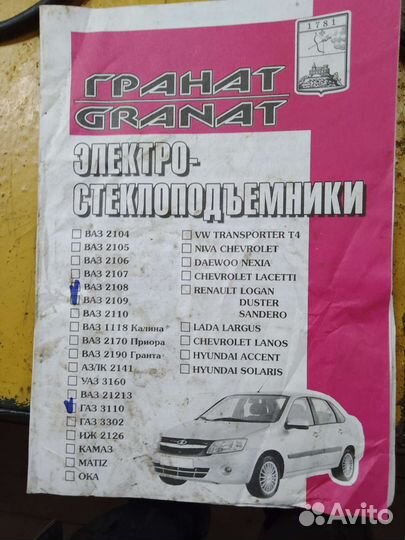 1781
ГРАНАТ
GRANAT
ЭЛЕКТРО-
СТЕКЛОПОДЪЕМНИКИ
ВАЗ 2104
ВАЗ 2105
ВАЗ 2106
ВАЗ 2107
ВАЗ 2108
ВАЗ 2109
ВАЗ 2110
ВАЗ 1118 Калина
ВАЗ 2170 Приора
ВАЗ 2190 Гранта
АЗЛК 2141
УАЗ 3160
ВАЗ 21213
ГАЗ 3110
ГАЗ 3302
ИЖ 2126
КАМАЗ
MATIZ
ОКА
VW TRANSPORTER T4
NIVA CHEVROLET
DAEWOO NEXIA
CHEVROLET LACETTI
RENAULT LOGAN
DUSTER
SANDERO
LADA LARGUS
CHEVROLET LANOS
HYUNDAI ACCENT
HYUNDAI SOLARIS
Avito